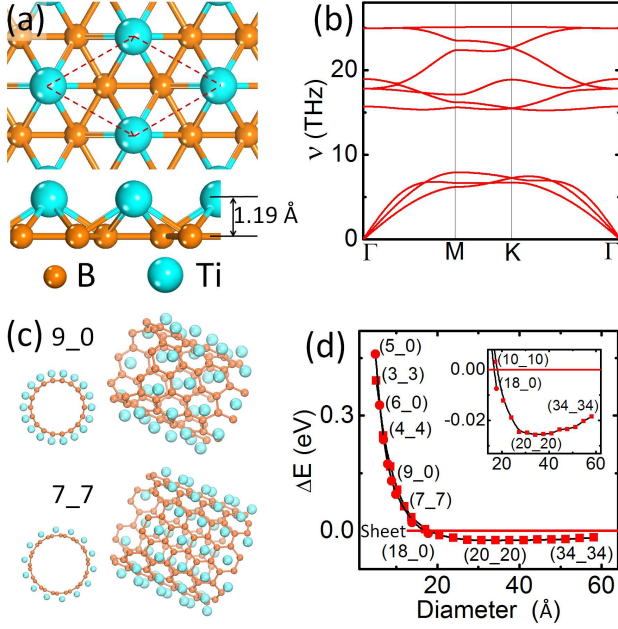 (a)
1.19 Å
B
Ti
(b)
ν (THz)
20
10
0
Γ
M
K
Γ
(c)
9_0
7_7
(d)
ΔE (eV)
0.3
0.0
Sheet
(5_0)
(3_3)
(6_0)
(4_4)
(9_0)
(7_7)
(18_0)
(20_20)
(34_34)
0
20
40
60
Diameter (Å)
0.00
-0.02
(10_10)
(18_0)
(34_34)
(20_20)
20
40
60